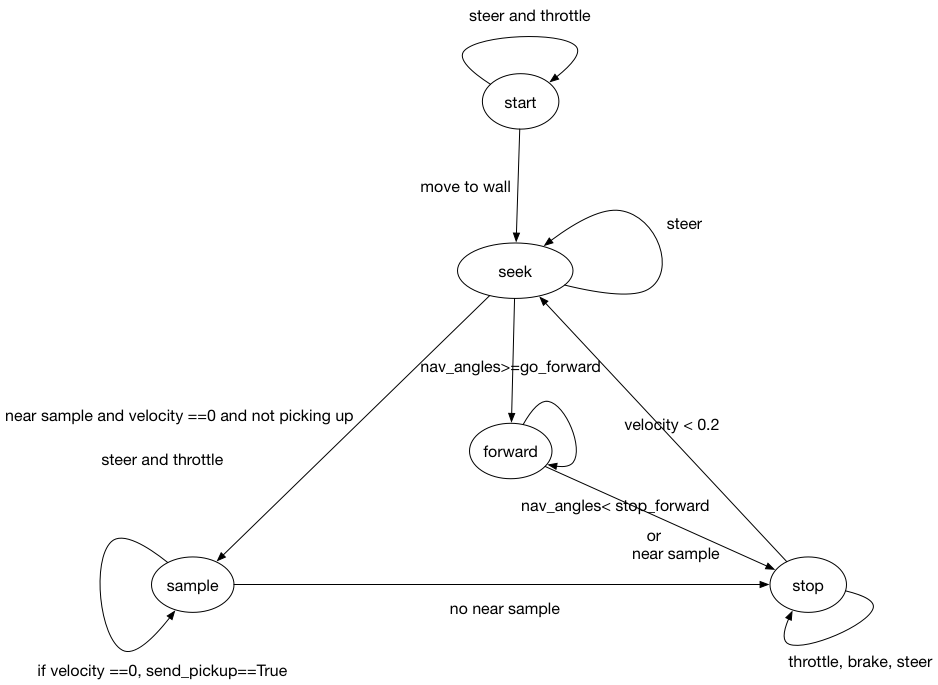 steer and throttle
start
move to wall
steer
seek
nav_angles>=go_forward
near sample and velocity ==0 and not picking up
velocity < 0.2
steer and throttle
forward
nav_angles< stop_forward
or
near sample
sample
stop
no near sample
throttle, brake, steer
if velocity ==0, send_pickup==True